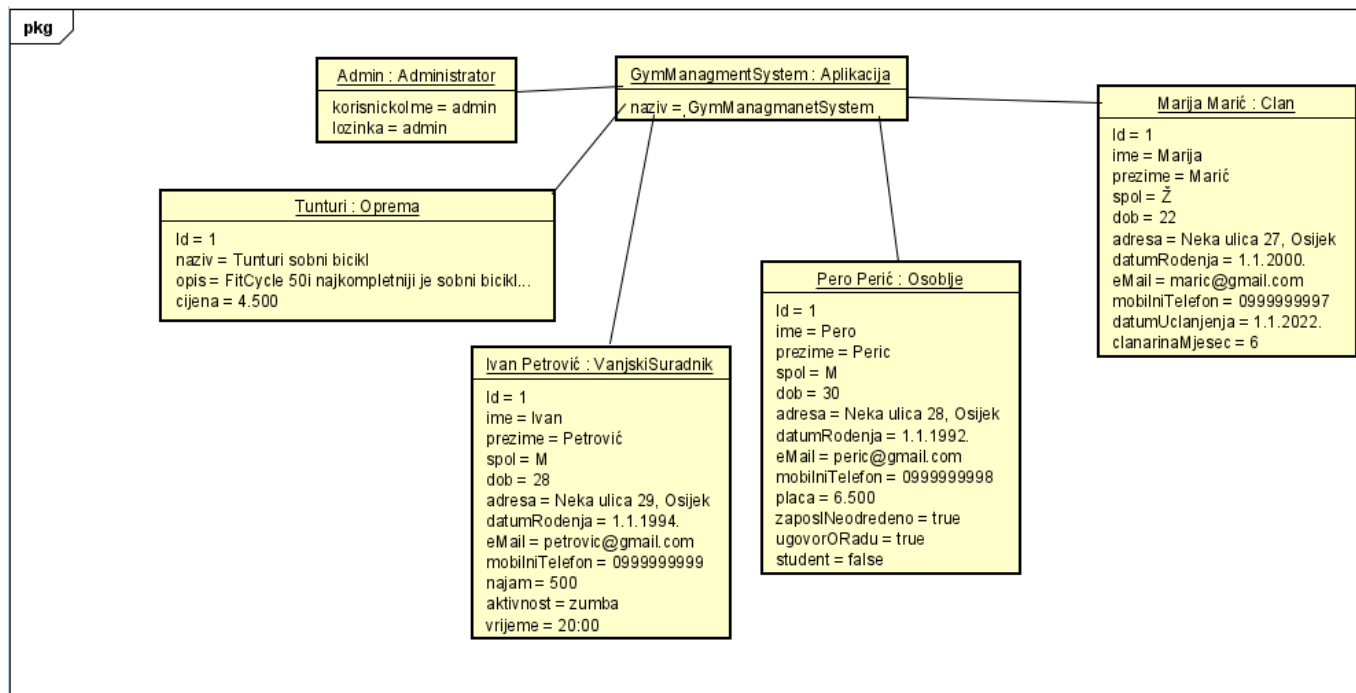 pkg
Admin : Administrator
korisnickoIme = admin
lozinka = admin
GymManagmentSystem : Aplikacija
naziv = GymManagmanetSystem
Marija Marić : Clan
Id = 1
ime = Marija
prezime = Marić
spol = Ž
dob = 22
adresa = Neka ulica 27, Osijek
datumRodenja = 1.1.2000.
eMail = maric@gmail.com
mobilniTelefon = 0999999997
datumUclanjenja = 1.1.2022.
clanarinaMjesec = 6
Tunturi : Oprema
Id = 1
naziv = Tunturi sobni bicikl
opis = FitCycle 50i najkompletniji je sobni bicikl...
cijena = 4.500
Ivan Petrović : VanjskiSuradnik
Id = 1
ime = Ivan
prezime = Petrović
spol = M
dob = 28
adresa = Neka ulica 29, Osijek
datumRodenja = 1.1.1994.
eMail = petrovic@gmail.com
mobilniTelefon = 0999999999
najam = 500
aktivnost = zumba
vrijeme = 20:00
Pero Perić : Osoblje
Id = 1
ime = Pero
prezime = Peric
spol = M
dob = 30
adresa = Neka ulica 28, Osijek
datumRodenja = 1.1.1992.
eMail = peric@gmail.com
mobilniTelefon = 0999999998
placa = 6.500
zaposlNeodredeno = true
ugovorORadu = true
student = false